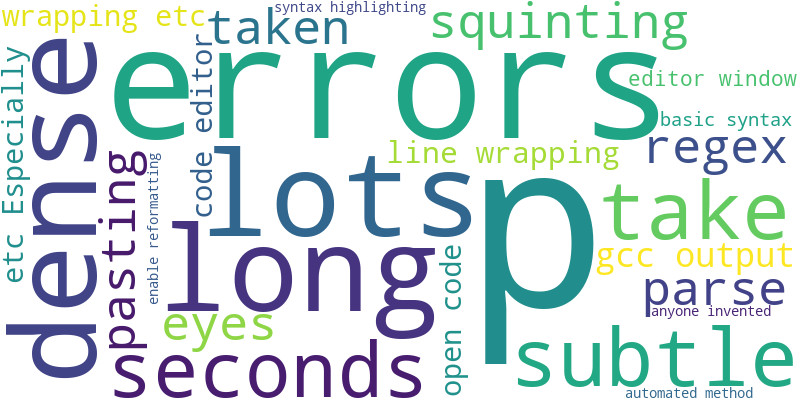 syntax highlighting
wrapping etc
taken
squinting
errors
dense
etc Especially
code editor
editor window
basic syntax
line wrapping
regex
lots
p
pasting
enable reformatting
take
long
gcc output
open code
parse
eyes
anyone invented
seconds
subtle
automated method